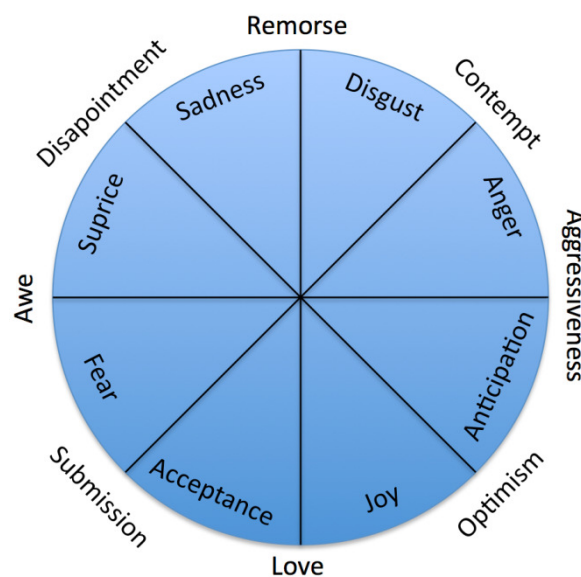 Remorse
Disapointment
Contempt
Sadness
Disgust
Suprice
Anger
Awe
Aggressiveness
Fear
Anticipation
Submission
Acceptance
Joy
Optimism
Love